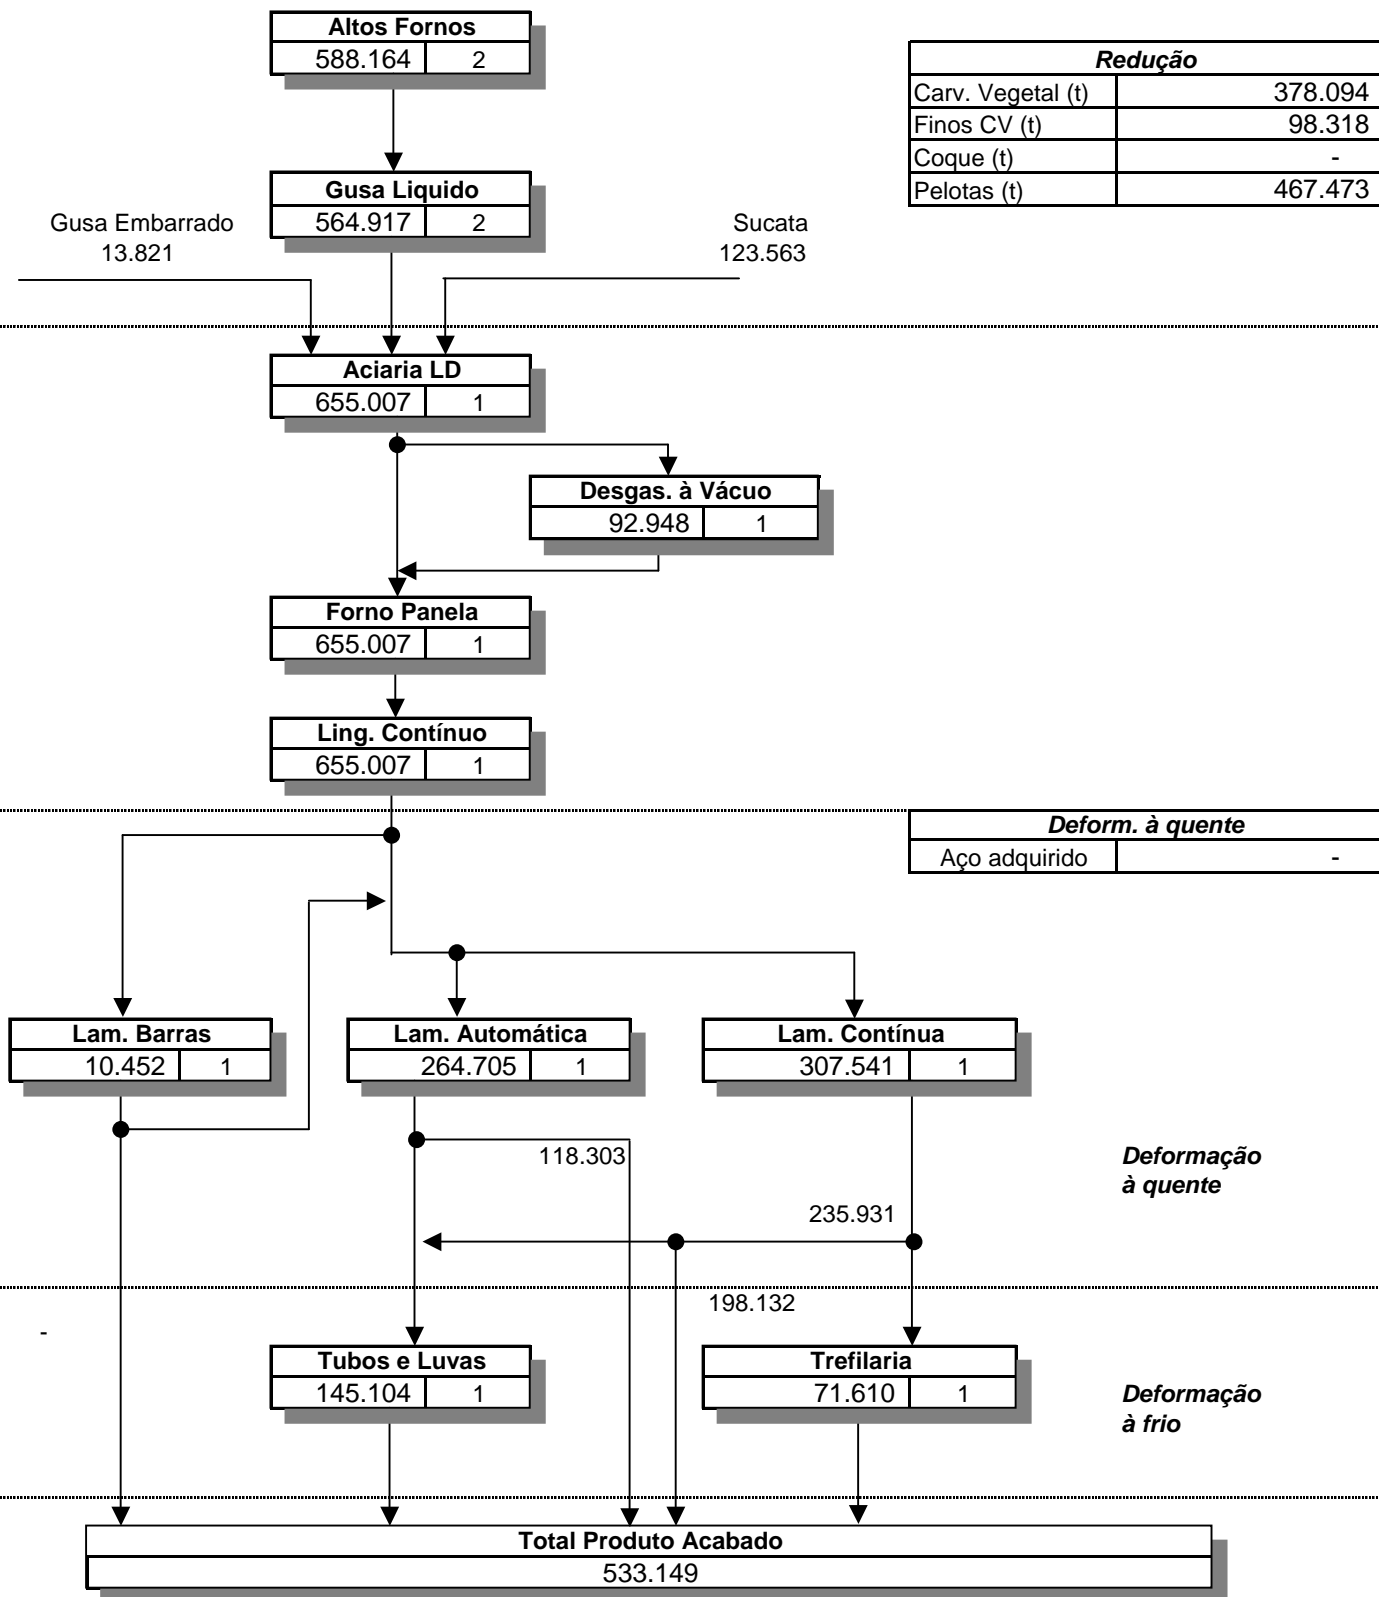 Altos Fornos
588.164 2
Redução
Carv. Vegetal (t) 378.094
Finos CV (t) 98.318
Coque (t) -
Pelotas (t) 467.473
Gusa Liquido
564.917 2
Gusa Embarrado
13.821
Sucata
123.563
Aciaria LD
655.007 1
Desgas. à Vácuo
92.948 1
Forno Panela
655.007 1
Ling. Contínuo
655.007 1
Deform. à quente
Aço adquirido -
Lam. Barras
10.452 1
Lam. Automática
264.705 1
Lam. Contínua
307.541 1
118.303
Deformação
à quente
235.931
198.132
-
Tubos e Luvas
145.104 1
Trefilaria
71.610 1
Deformação
à frio
Total Produto Acabado
533.149